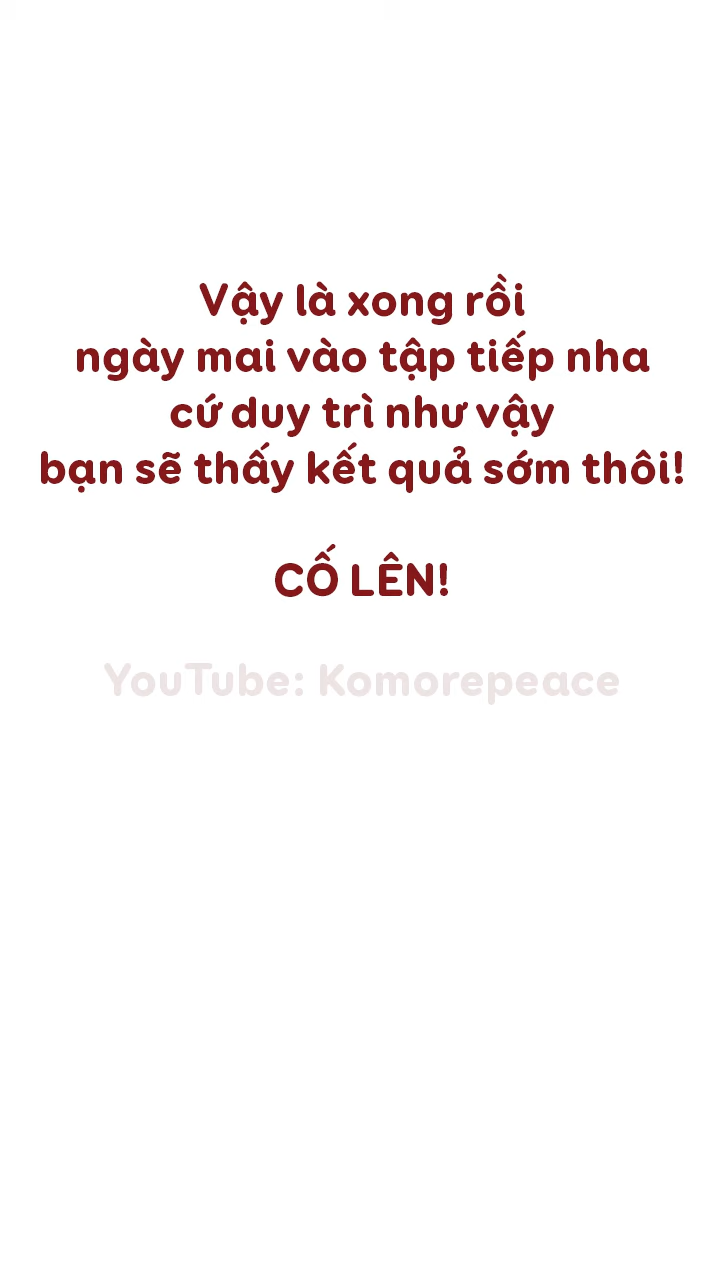 Vậy là xong rồi
ngày mai vào tập tiếp nha
cứ duy trì như vậy
bạn sẽ thấy kết quả sớm thôi!
CỐ LÊN!
YouTube: Komorepeace